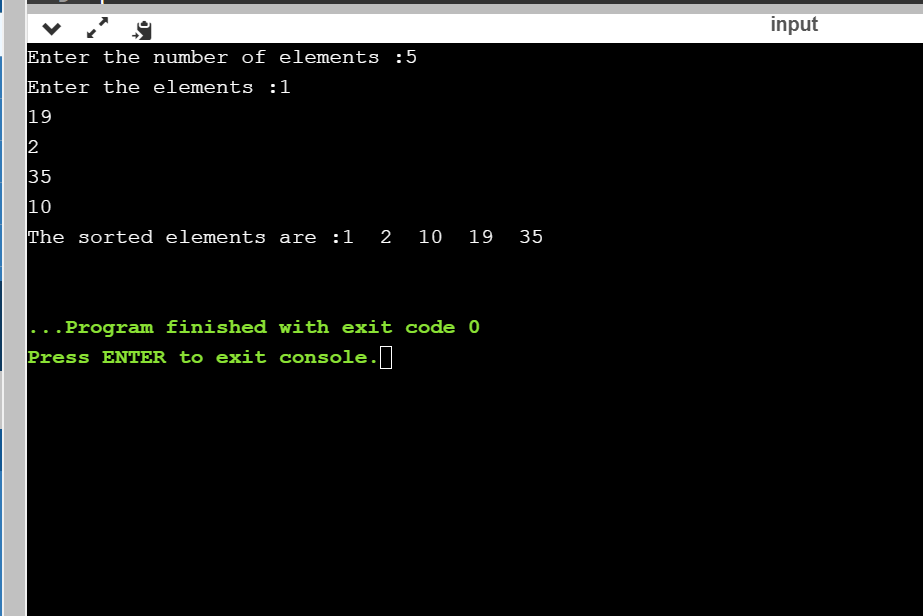 input
Enter the number of elements :5
Enter the elements :1
19
2
35
10
The sorted elements are :1  2  10  19  35
...Program finished with exit code 0
Press ENTER to exit console.